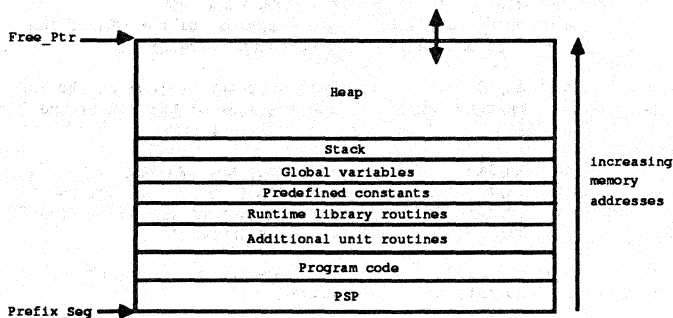 Free_Ptr
Heap
Stack
Global variables
Predefined constants
Runtime library routines
Additional unit routines
Program code
PSP
Prefix Seg
increasing
memory
addresses